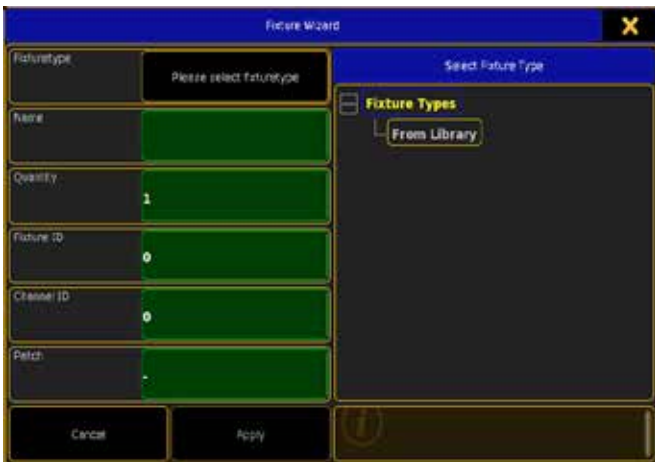 Fixture Wizard
X
Fixturetype
Please select fixturetype
Select Fixture Type
Fixture Types
From Library
Name
Quantity
1
Fixture ID
0
Channel ID
0
Patch
-
Cancel
Apply